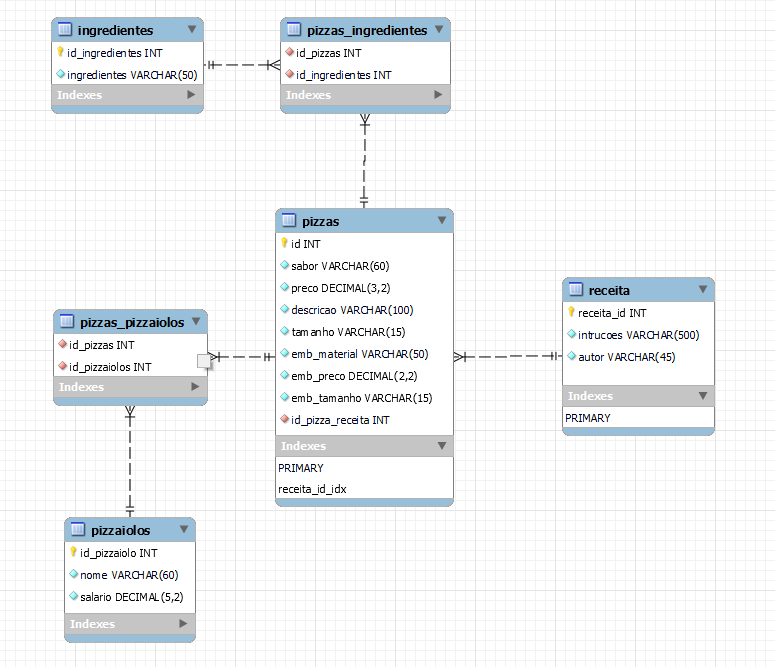 ingredientes
id_ingredientes INT
ingredientes VARCHAR(50)
Indexes
pizzas_ingredientes
id_pizzas INT
id_ingredientes INT
Indexes
pizzas
id INT
sabor VARCHAR(60)
preco DECIMAL(3,2)
descricao VARCHAR(100)
tamanho VARCHAR(15)
emb_material VARCHAR(50)
emb_preco DECIMAL(2,2)
emb_tamanho VARCHAR(15)
id_pizza_receita INT
Indexes
PRIMARY
receita_id_idx
receita
receita_id INT
intrucoes VARCHAR(500)
autor VARCHAR(45)
Indexes
PRIMARY
pizzas_pizzaiolos
id_pizzas INT
id_pizzaiolos INT
Indexes
pizzaiolos
id_pizzaiolo INT
nome VARCHAR(60)
salario DECIMAL(5,2)
Indexes